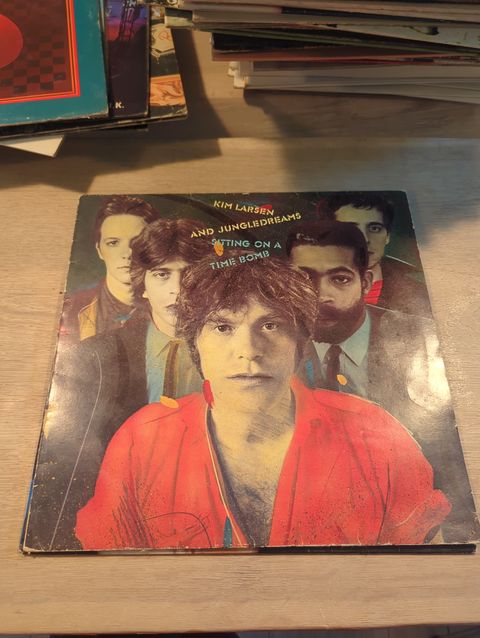 K.
KIM LARSEN
AND JUNGLEDREAMS
SITTING ON A
TIME BOMB